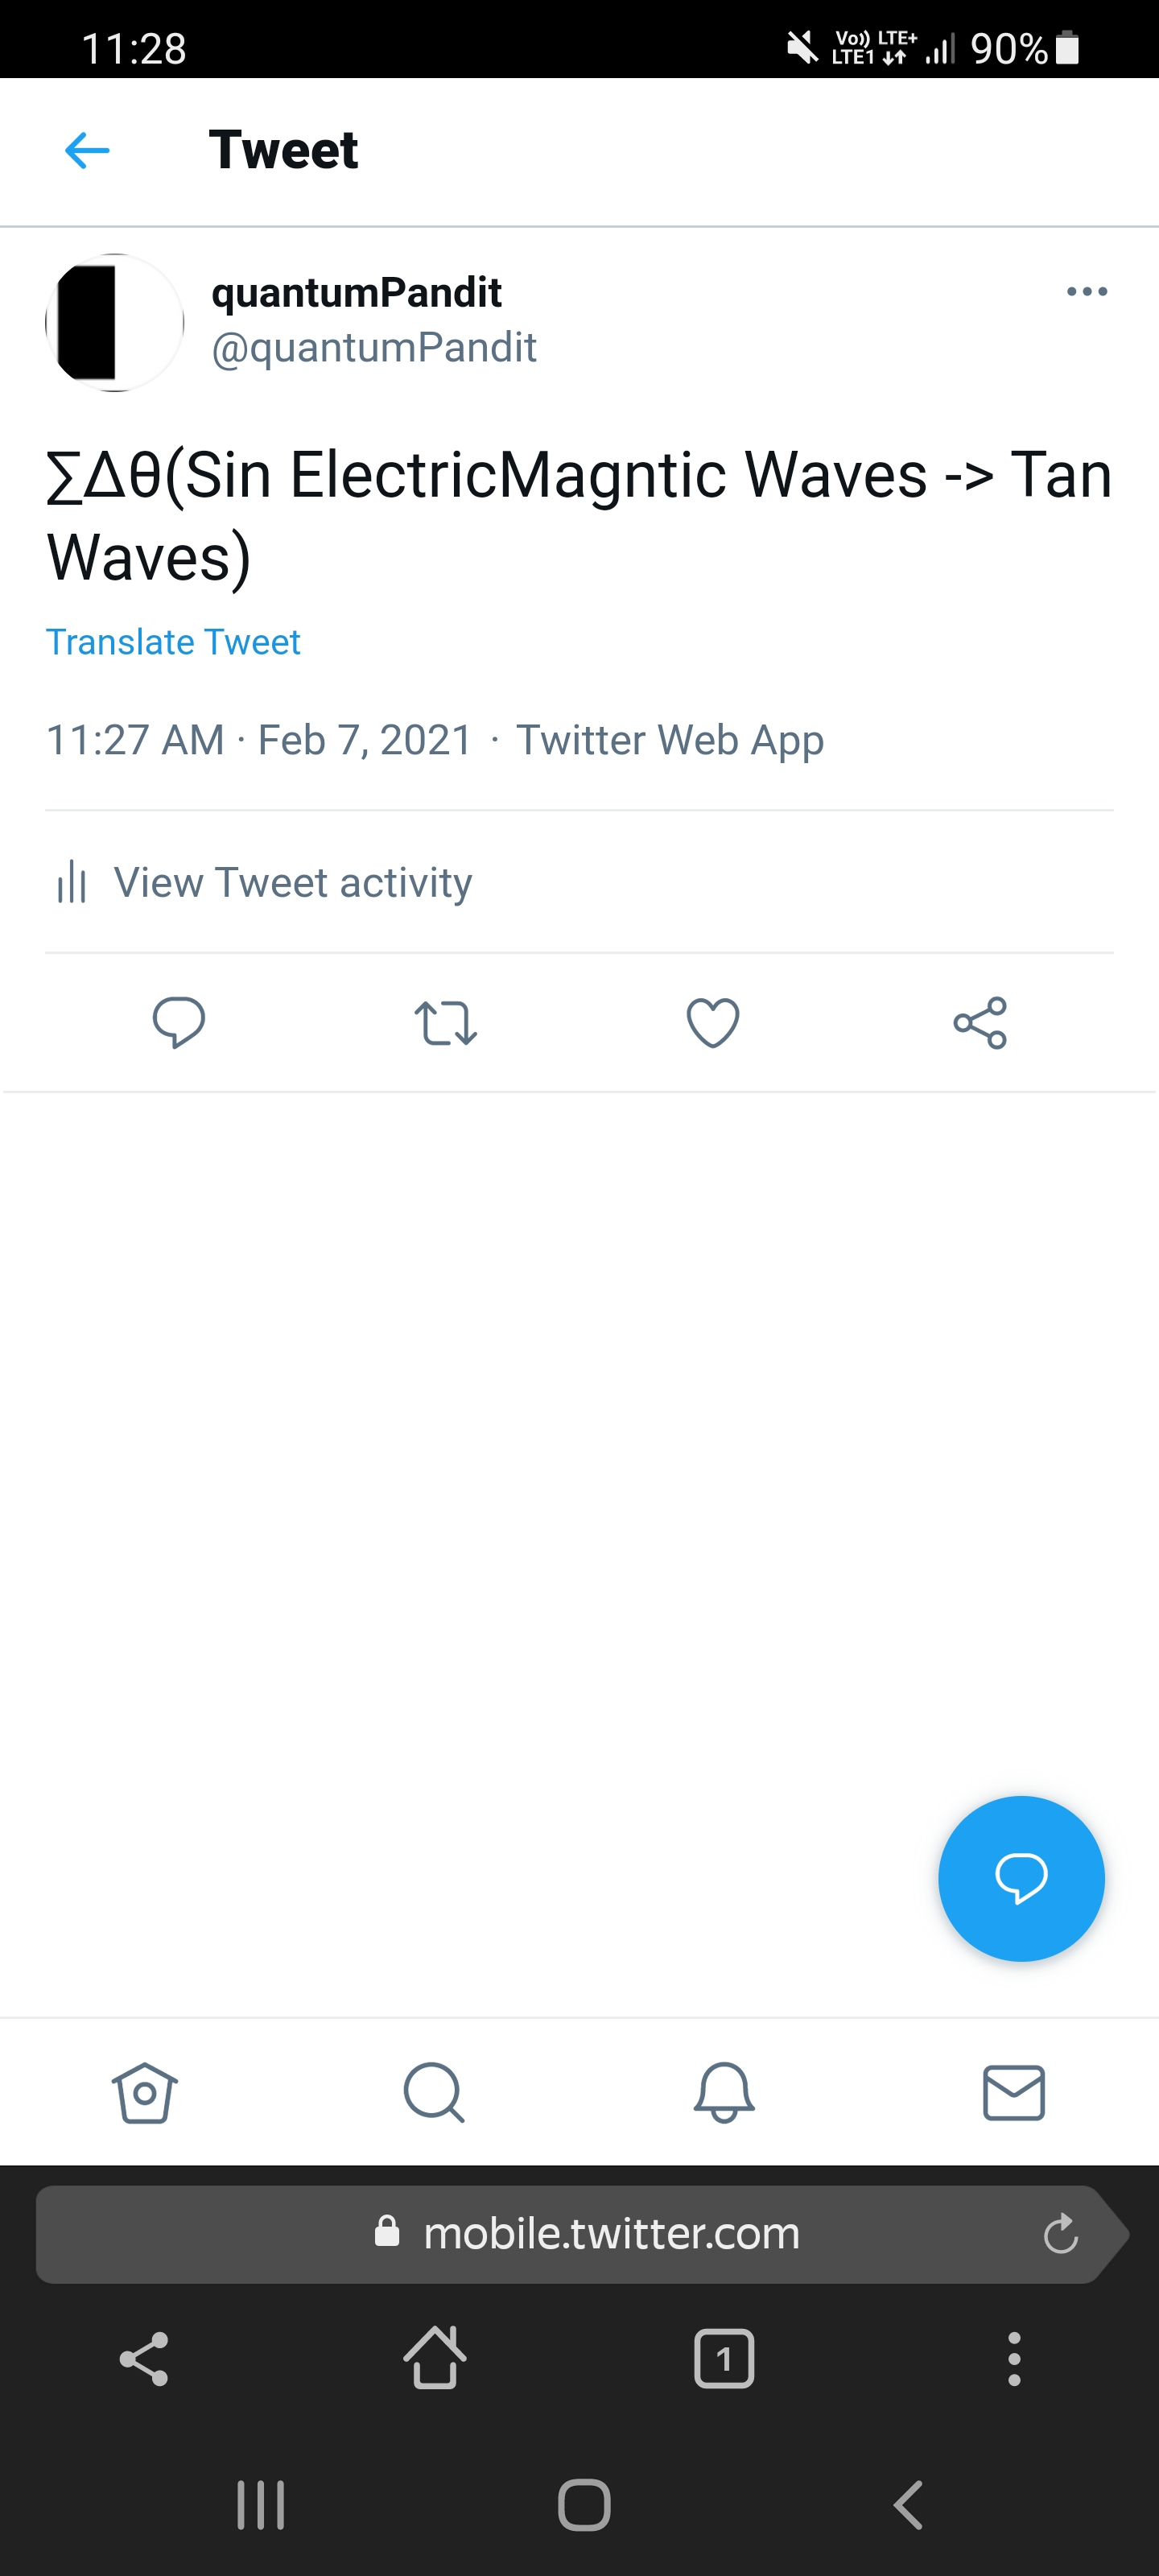 11:28 Vo)) LTE+ LTE1 90%
Tweet
quantumPandit
@quantumPandit
∑Δθ(Sin ElectricMagntic Waves -> Tan
Waves)
Translate Tweet
11:27 AM · Feb 7, 2021 · Twitter Web App
View Tweet activity
mobile.twitter.com
1